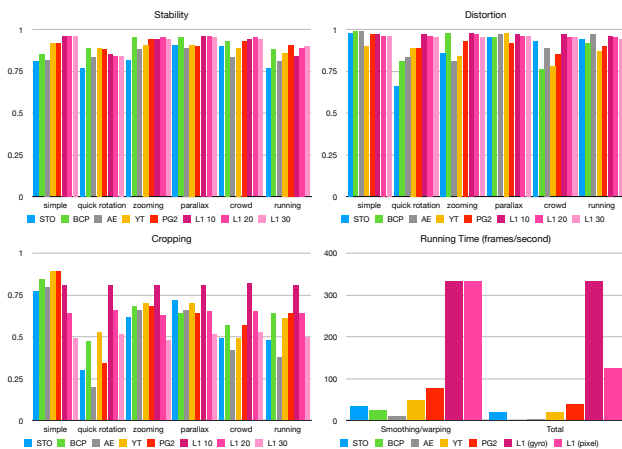 Stability
1
0.75
0.5
0.25
0
simple quick rotation zooming parallax crowd running
STO BCP AE YT PG2 L1 10 L1 20 L1 30
Distortion
1
0.75
0.5
0.25
0
simple quick rotation zooming parallax crowd running
STO BCP AE YT PG2 L1 10 L1 20 L1 30
Cropping
1
0.75
0.5
0.25
0
simple quick rotation zooming parallax crowd running
STO BCP AE YT PG2 L1 10 L1 20 L1 30
Running Time (frames/second)
400
300
200
100
0
Smoothing/warping Total
STO BCP AE YT PG2 L1 (gyro) L1 (pixel)